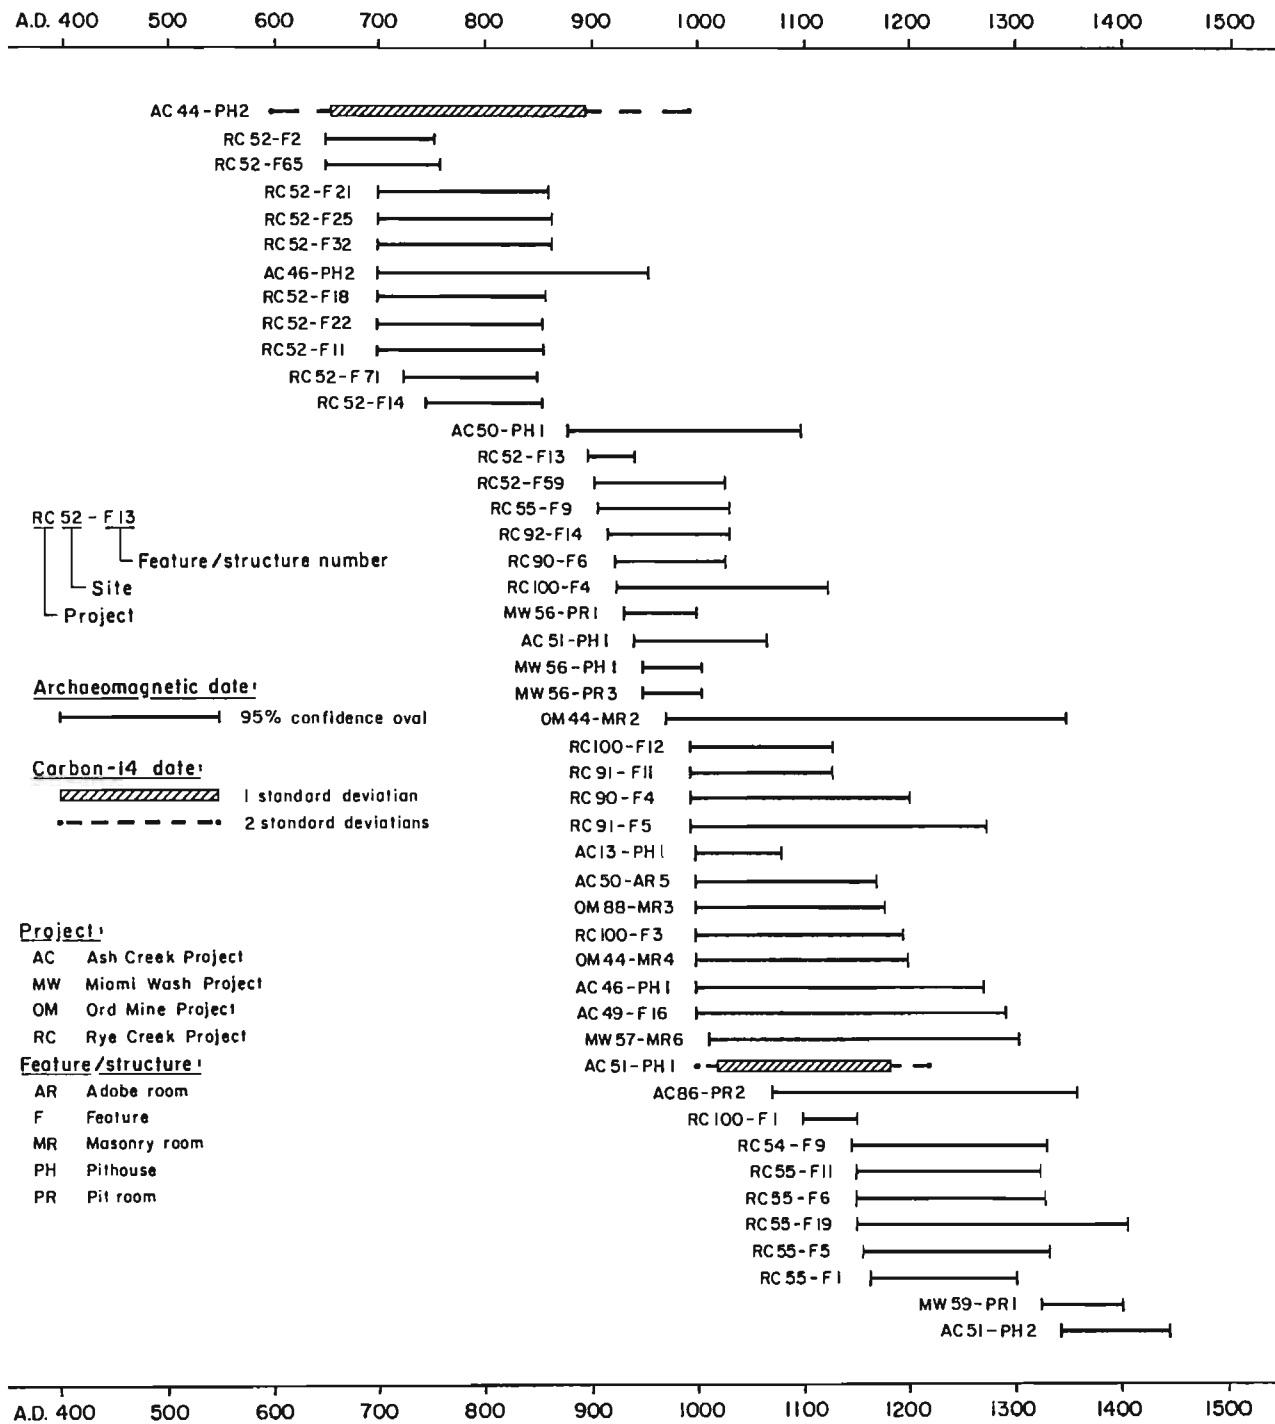 A.D. 400 500 600 700 800 900 1000 1100 1200 1300 1400 1500
AC 44-PH2
RC 52-F2
RC 52-F65
RC 52-F21
RC 52-F25
RC 52-F32
AC 46-PH2
RC 52-F18
RC 52-F22
RC 52-F11
RC 52-F71
RC 52-F14
AC 50-PH1
RC 52-F13
RC 52-F59
RC 55-F9
RC 92-F14
RC 90-F6
RC 100-F4
MW 56-PR1
AC 51-PH1
MW 56-PH1
MW 56-PR3
OM 44-MR2
RC 100-F12
RC 91-F11
RC 90-F4
RC 91-F5
AC 13-PH1
AC 50-AR5
OM 88-MR3
RC 100-F3
OM 44-MR4
AC 46-PH1
AC 49-F16
MW 57-MR6
AC 51-PH1
AC 86-PR2
RC 100-F1
RC 54-F9
RC 55-F11
RC 55-F6
RC 55-F19
RC 55-F5
RC 55-F1
MW 59-PR1
AC 51-PH2
RC 52-F13
Feature/structure number
Site
Project
Archaeomagnetic date:
95% confidence oval
Carbon-14 date:
1 standard deviation
2 standard deviations
Project:
AC Ash Creek Project
MW Miami Wash Project
OM Ord Mine Project
RC Rye Creek Project
Feature/structure:
AR Adobe room
F Feature
MR Masonry room
PH Pithouse
PR Pit room
A.D. 400 500 600 700 800 900 1000 1100 1200 1300 1400 1500